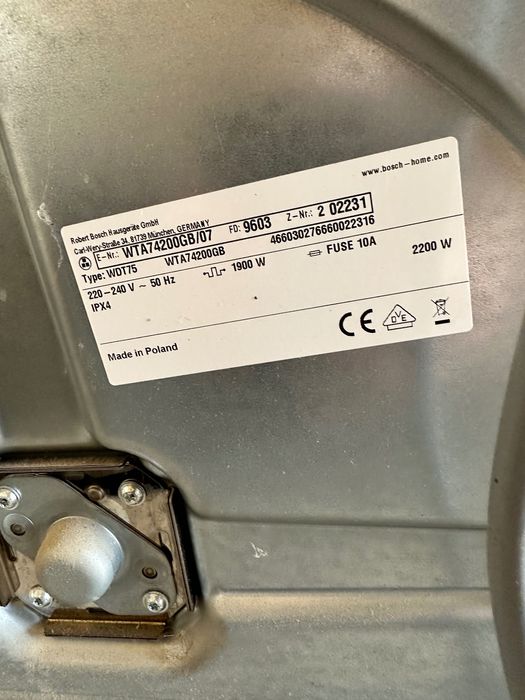 www.bosch-home.com
Robert Bosch Hausgeräte GmbH
Carl-Wery-Straße 34, 81739 München, GERMANY
E-Nr.: WTA74200GB/07 FD: 9603 Z-Nr.: 2 02231
Type: WDT75 WTA74200GB 466030276660022316
220-240 V ~ 50 Hz 1900 W FUSE 10A 2200 W
IPX4
CE DVE
Made in Poland